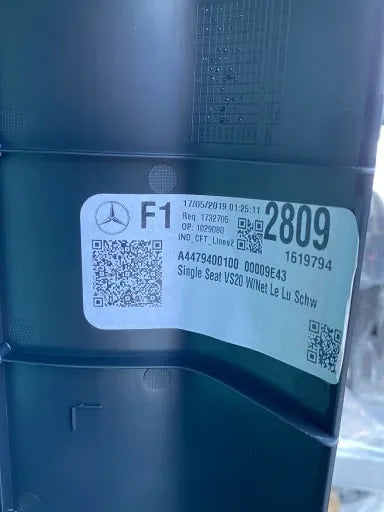 F1
17/05/2019 01:25:11
Req: 1732705
OP: 1029080
IND_CFT_Lines2
2809
1619794
A4479400100 00009E43
Single Seat VS20 W/Net Le Lu Schw